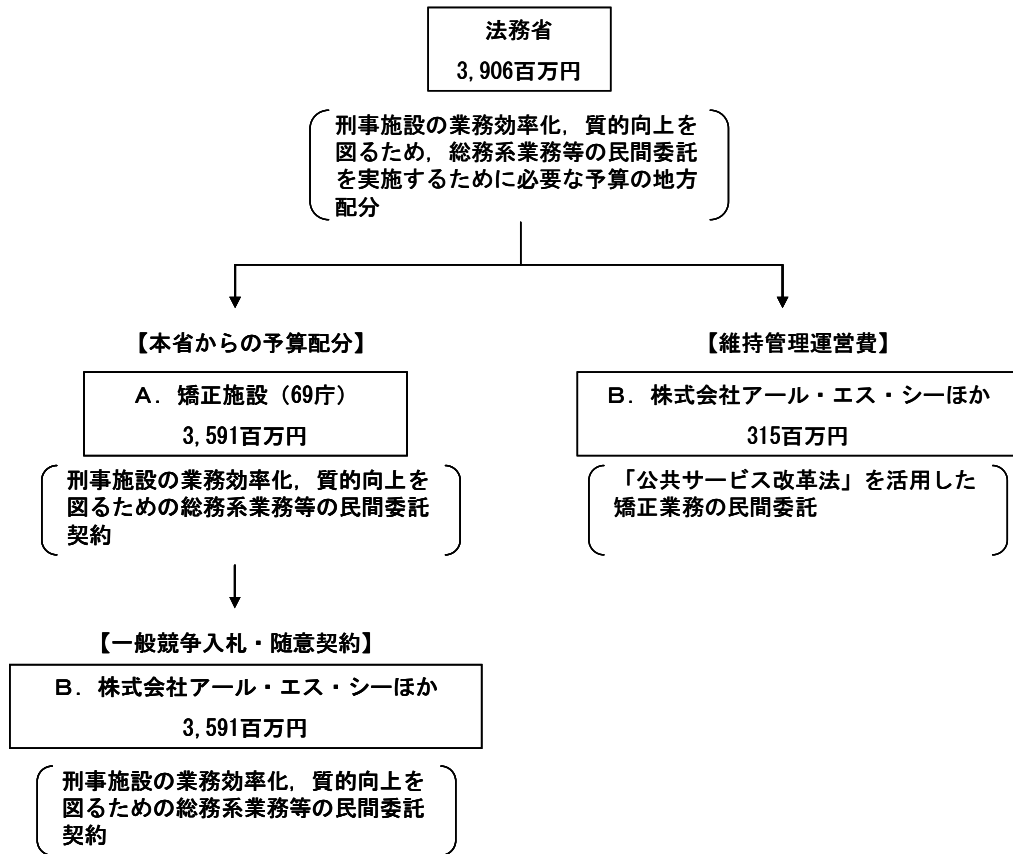 法務省
3,906百万円
刑事施設の業務効率化，質的向上を
図るため，総務系業務等の民間委託
を実施するために必要な予算の地方
配分
【本省からの予算配分】
A．矯正施設（69庁）
3,591百万円
刑事施設の業務効率化，質的向上を
図るための総務系業務等の民間委託
契約
【維持管理運営費】
B．株式会社アール・エス・シーほか
315百万円
「公共サービス改革法」を活用した
矯正業務の民間委託
【一般競争入札・随意契約】
B．株式会社アール・エス・シーほか
3,591百万円
刑事施設の業務効率化，質的向上を
図るための総務系業務等の民間委託
契約